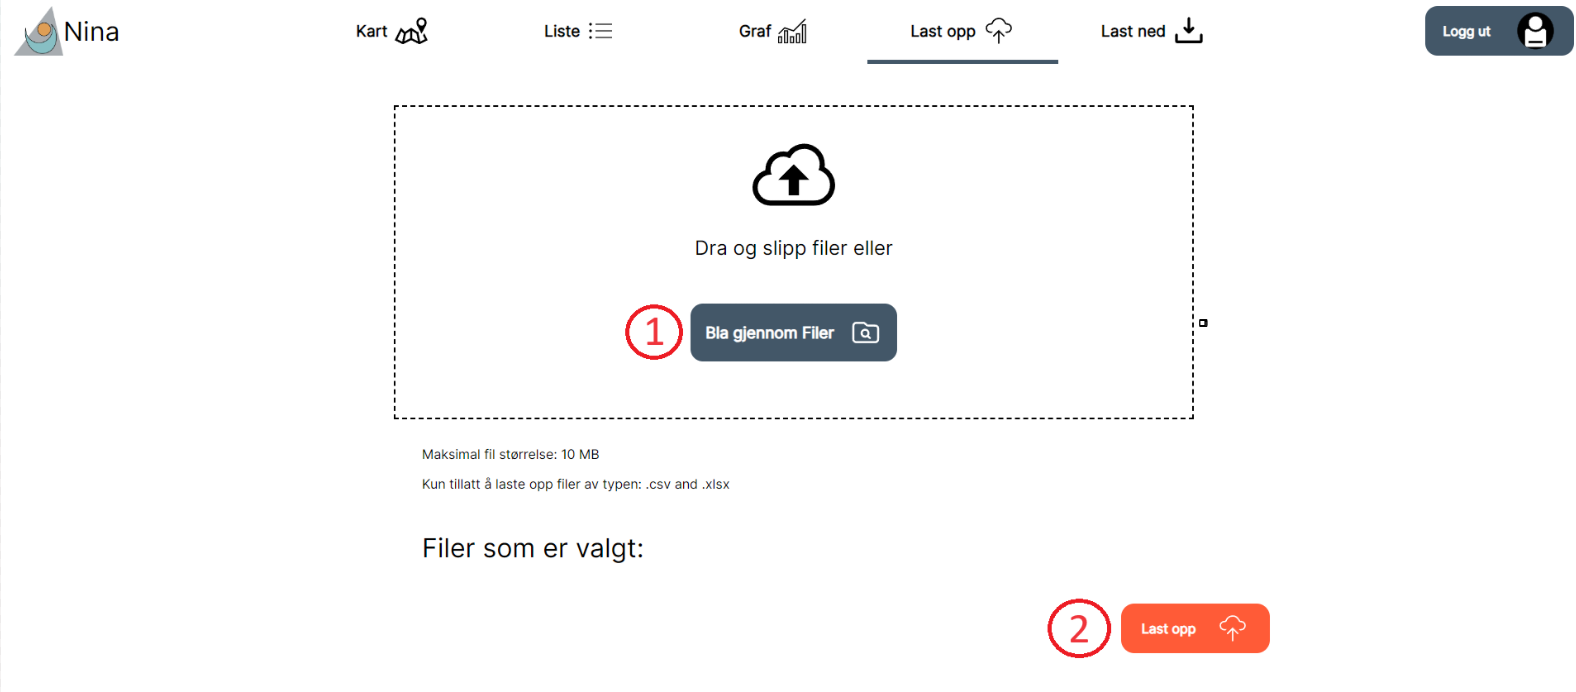 Nina
Kart
Liste
Graf
Last opp
Last ned
Logg ut
Dra og slipp filer eller
1
Bla gjennom Filer
Maksimal fil størrelse: 10 MB
Kun tillatt å laste opp filer av typen: .csv and .xlsx
Filer som er valgt:
2
Last opp